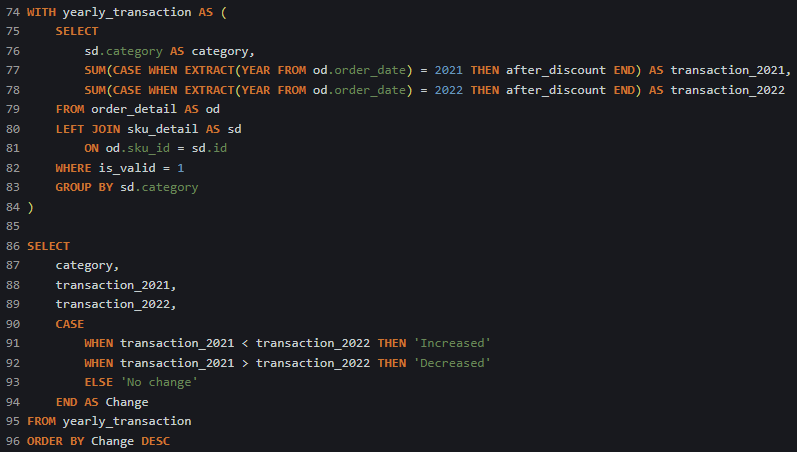 74 WITH yearly_transaction AS (
75     SELECT
76         sd.category AS category,
77         SUM(CASE WHEN EXTRACT(YEAR FROM od.order_date) = 2021 THEN after_discount END) AS transaction_2021,
78         SUM(CASE WHEN EXTRACT(YEAR FROM od.order_date) = 2022 THEN after_discount END) AS transaction_2022
79     FROM order_detail AS od
80     LEFT JOIN sku_detail AS sd
81         ON od.sku_id = sd.id
82     WHERE is_valid = 1
83     GROUP BY sd.category
84 )
85
86 SELECT
87     category,
88     transaction_2021,
89     transaction_2022,
90     CASE
91         WHEN transaction_2021 < transaction_2022 THEN 'Increased'
92         WHEN transaction_2021 > transaction_2022 THEN 'Decreased'
93         ELSE 'No change'
94     END AS Change
95 FROM yearly_transaction
96 ORDER BY Change DESC